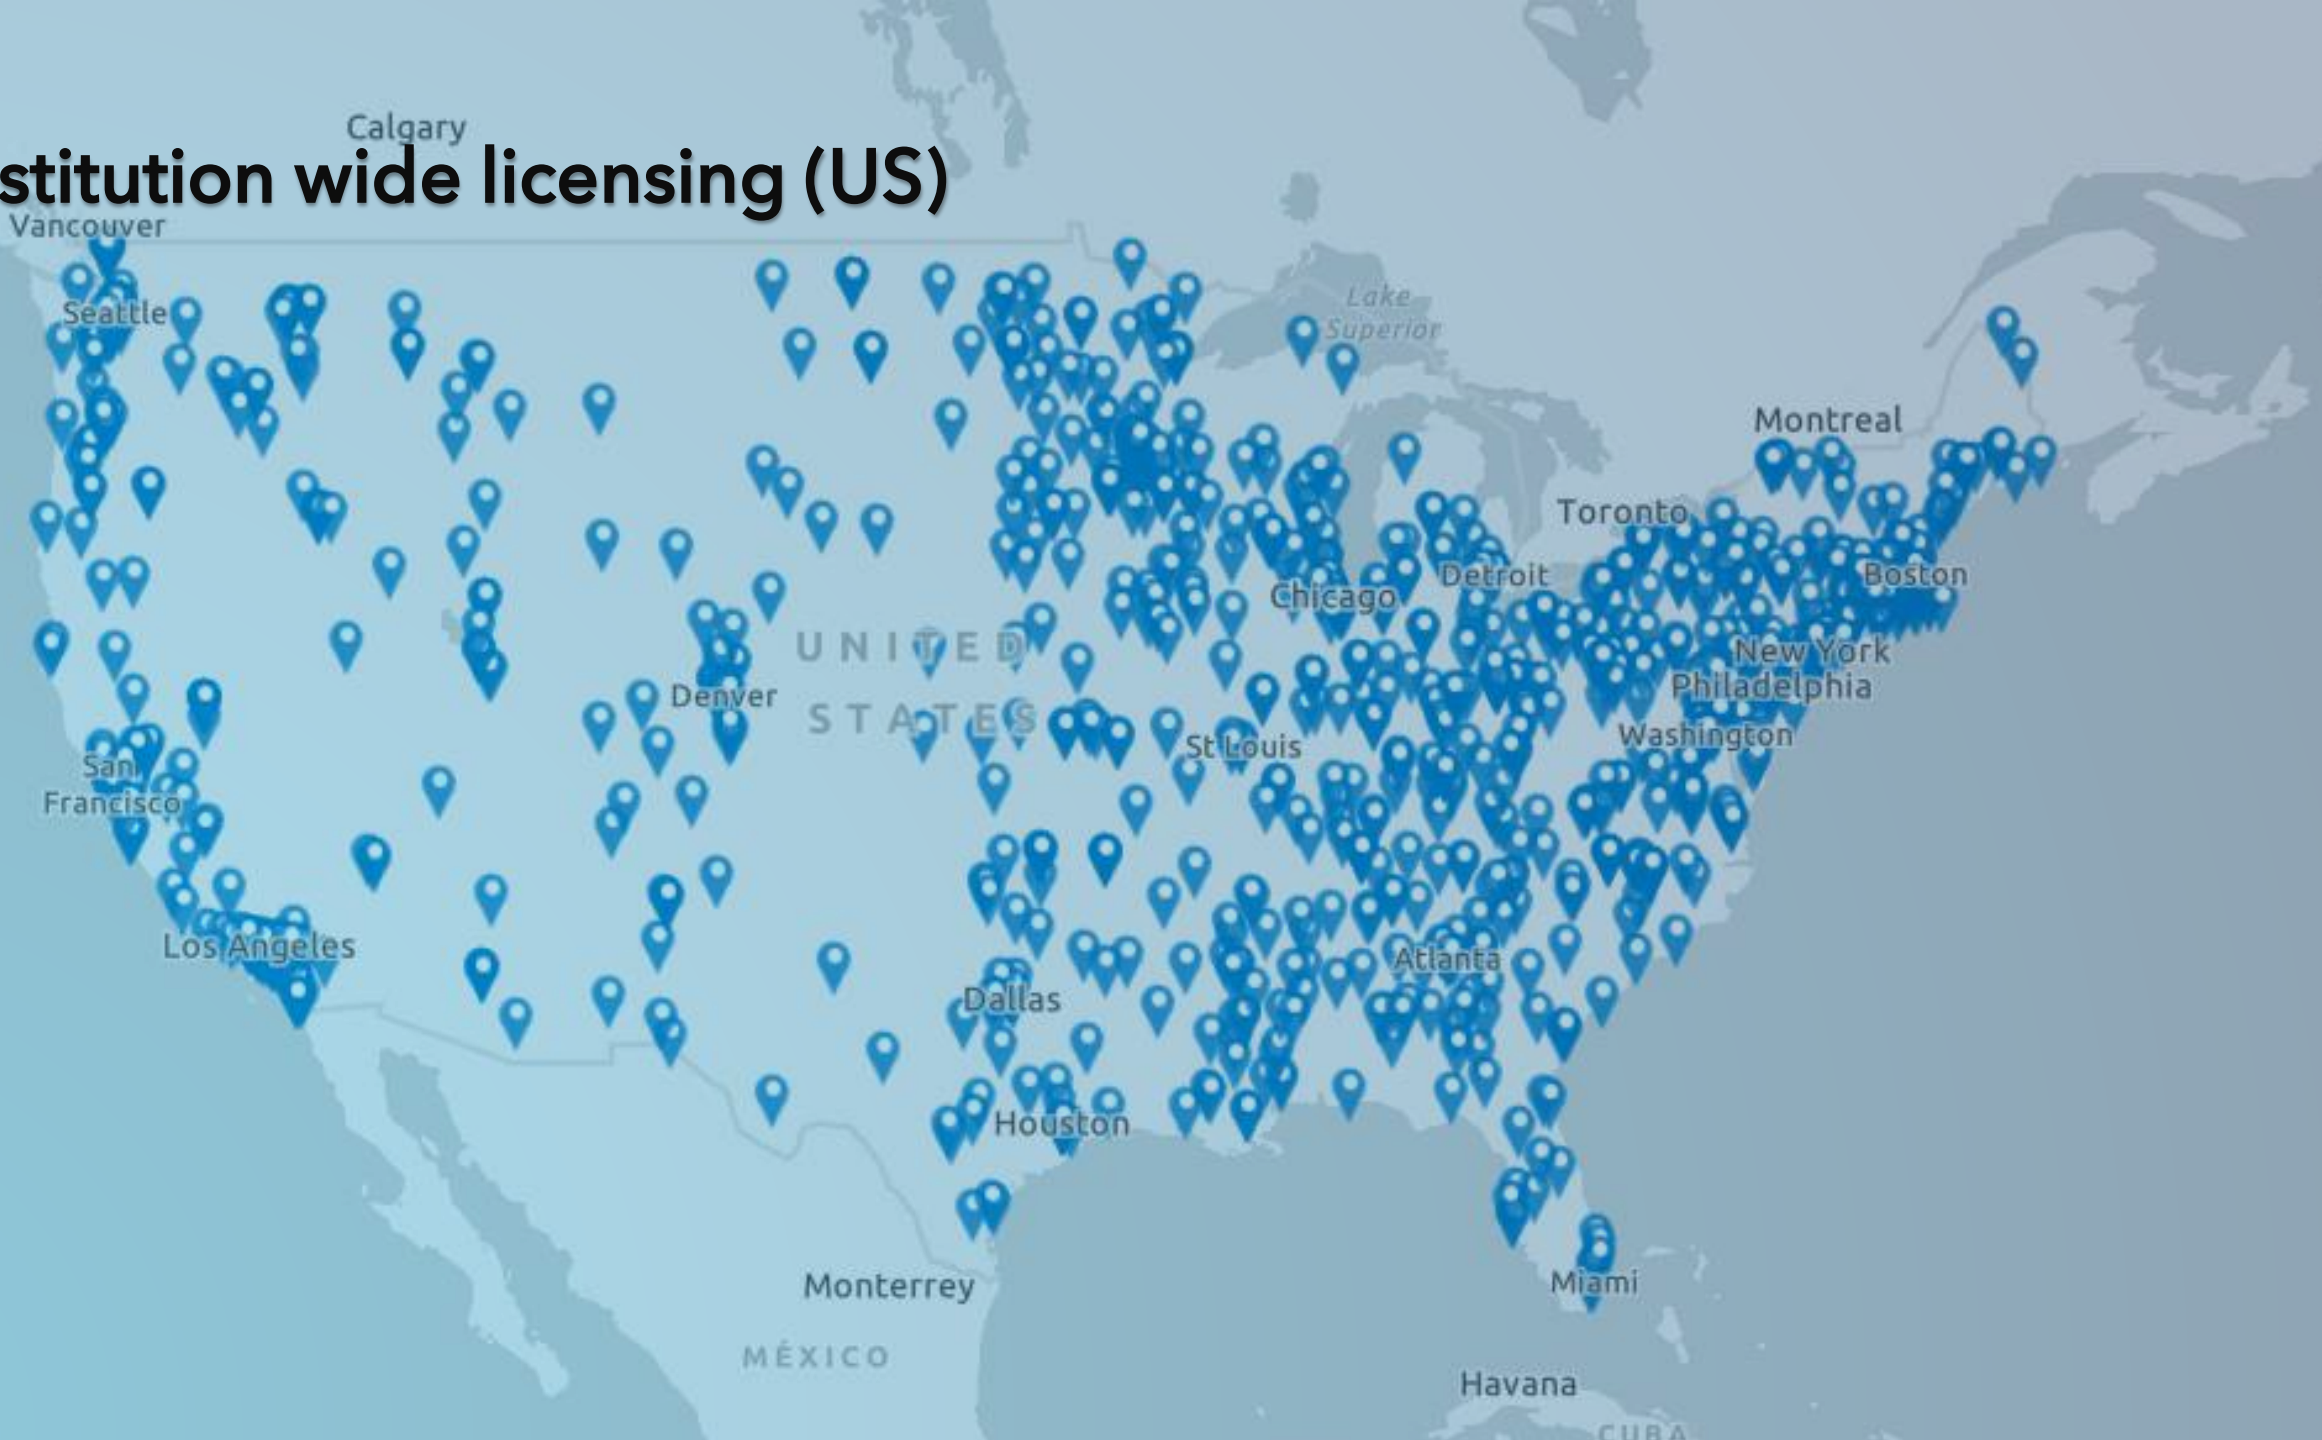 Calgary
stitution wide licensing (US)
Vancouver
Seattle
Lake
Superior
Montreal
Toronto
Boston
Detroit
Chicago
UNITED
STATES
New York
Philadelphia
Denver
Washington
St Louis
San
Francisco
Los Angeles
Atlanta
Dallas
Houston
Monterrey
Miami
MÉXICO
Havana
CUBA